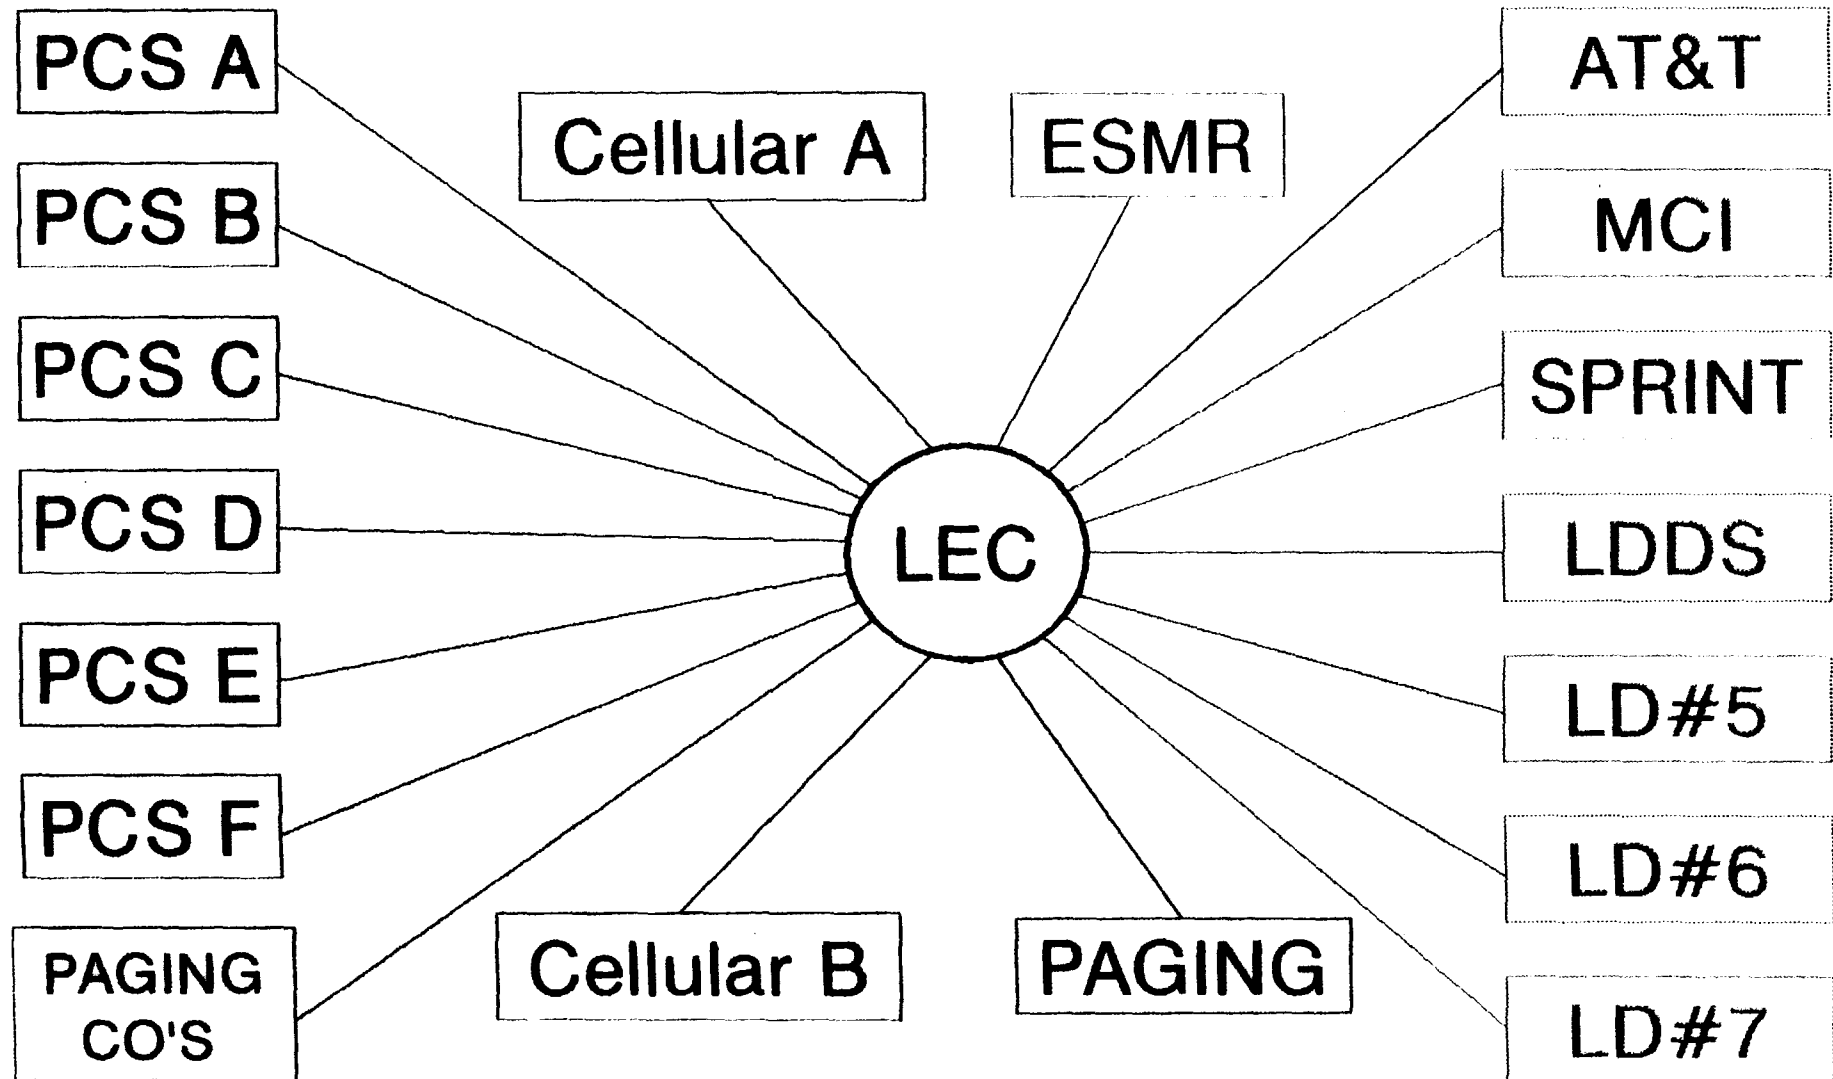 PCS A
PCS B
PCS C
PCS D
PCS E
PCS F
PAGING
CO'S
Cellular A
ESMR
LEC
Cellular B
PAGING
AT&T
MCI
SPRINT
LDDS
LD#5
LD#6
LD#7